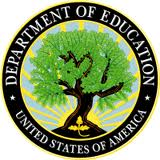 DEPARTMENT OF EDUCATION
UNITED STATES OF AMERICA